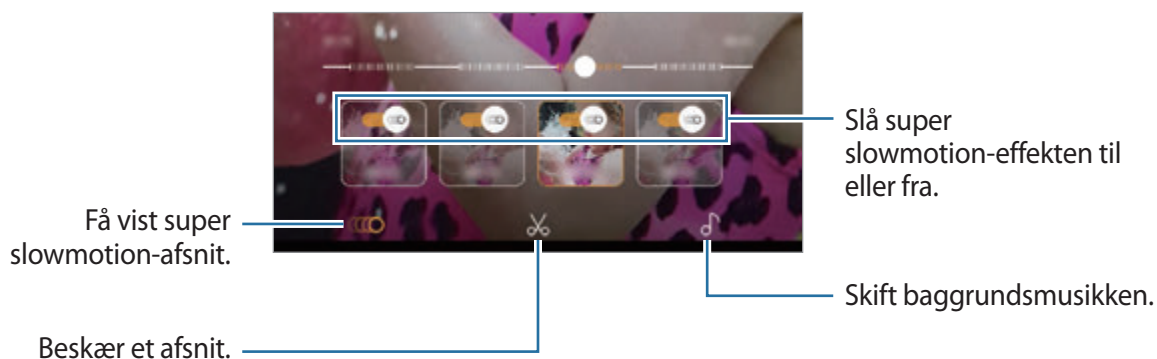 Slå super
slowmotion-effekten til
eller fra.
Få vist super
slowmotion-afsnit.
Skift baggrundsmusikken.
Beskær et afsnit.